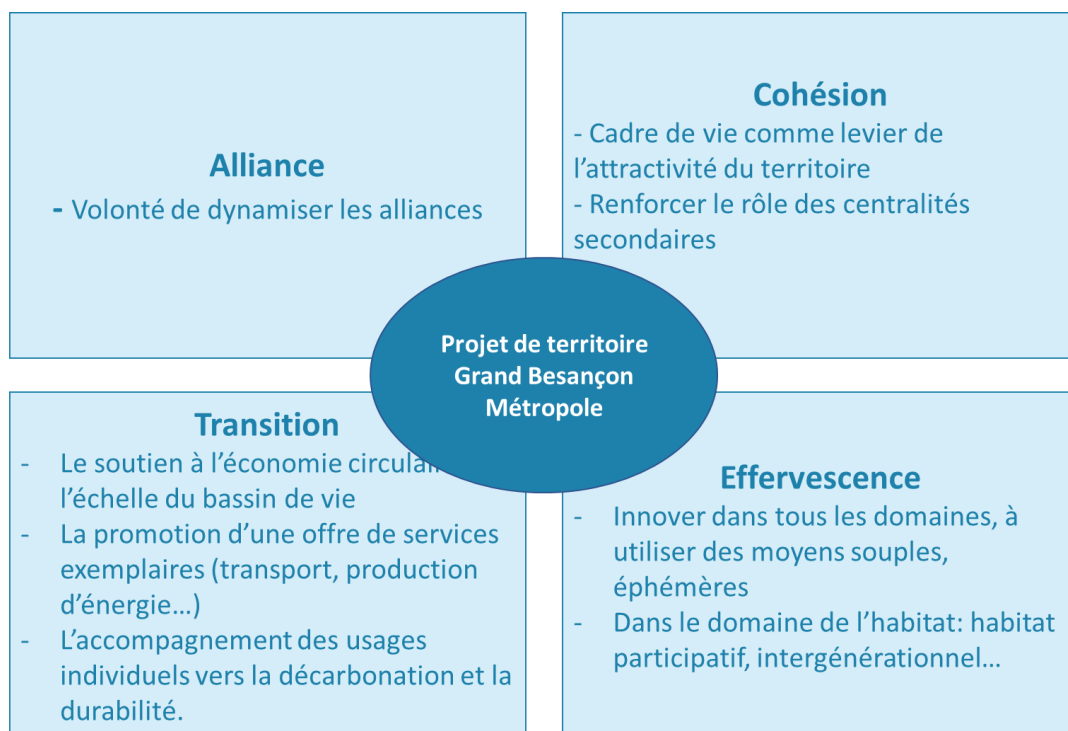 Alliance
- Volonté de dynamiser les alliances
Cohésion
- Cadre de vie comme levier de
l’attractivité du territoire
- Renforcer le rôle des centralités
secondaires
Projet de territoire
Grand Besançon
Métropole
Transition
- Le soutien à l’économie
l’échelle du bassin de vie
- La promotion d’une offre de services
exemplaires (transport, production
d’énergie…)
- L’accompagnement des usages
individuels vers la décarbonation et la
durabilité.
Effervescence
- Innover dans tous les domaines, à
utiliser des moyens souples,
éphémères
- Dans le domaine de l’habitat: habitat
participatif, intergénérationnel…